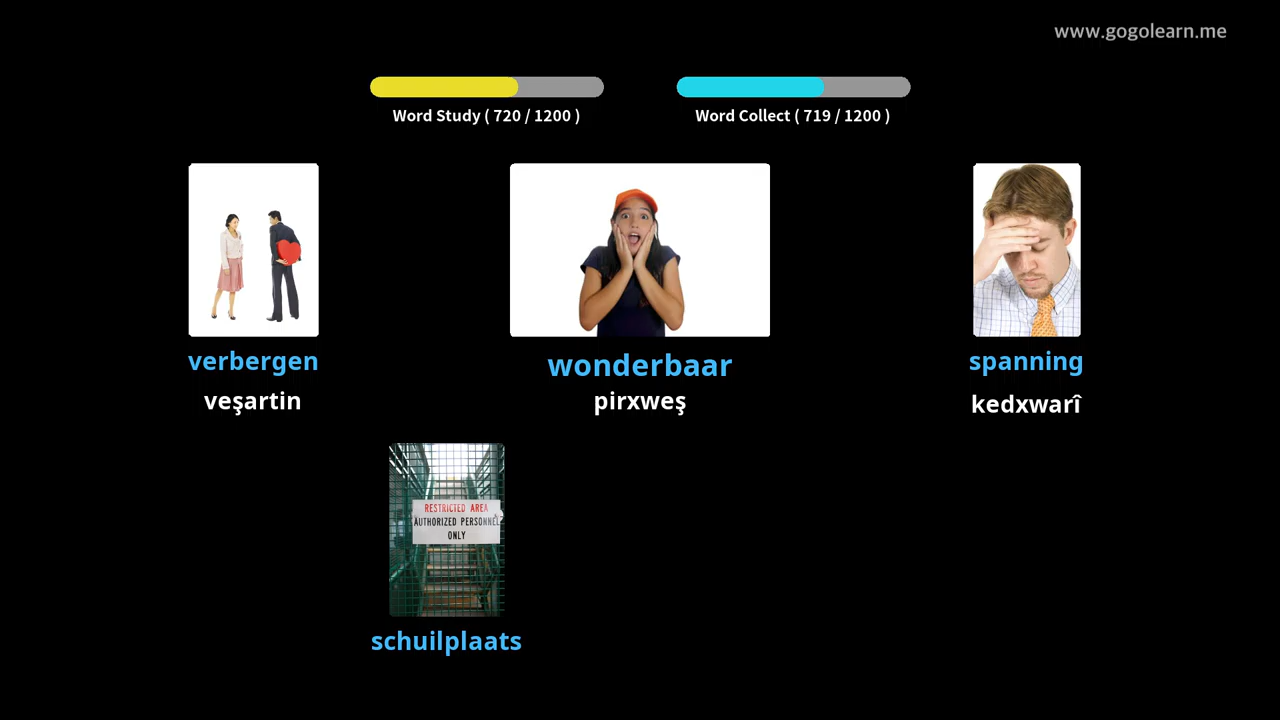 www.gogolearn.me
Word Study ( 720 / 1200 )
Word Collect ( 719 / 1200 )
verbergen
veşartin
wonderbaar
pirxweş
spanning
kedxwarî
RESTRICTED AREA
AUTHORIZED PERSONNEL
ONLY
schuilplaats